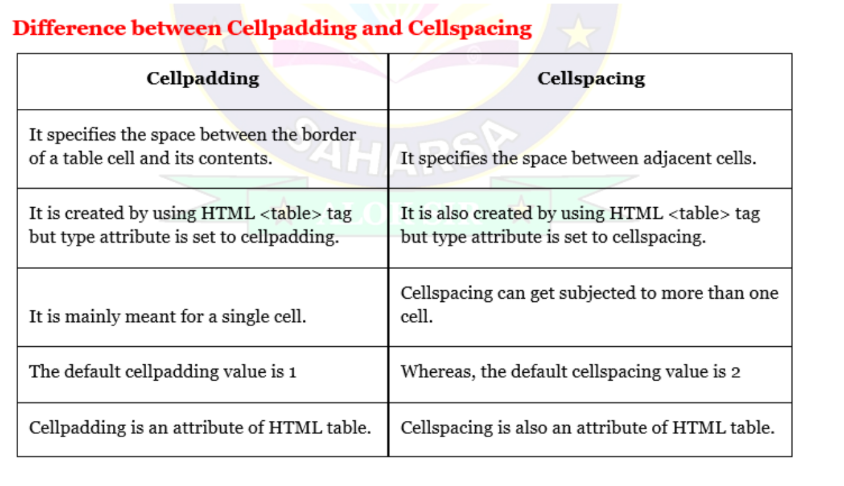 Difference between Cellpadding and Cellspacing
Cellpadding
Cellspacing
It specifies the space between the border
of a table cell and its contents.
It specifies the space between adjacent cells.
It is created by using HTML <table> tag
but type attribute is set to cellpadding.
It is also created by using HTML <table> tag
but type attribute is set to cellspacing.
It is mainly meant for a single cell.
Cellspacing can get subjected to more than one
cell.
The default cellpadding value is 1
Whereas, the default cellspacing value is 2
Cellpadding is an attribute of HTML table.
Cellspacing is also an attribute of HTML table.
SAHARSA